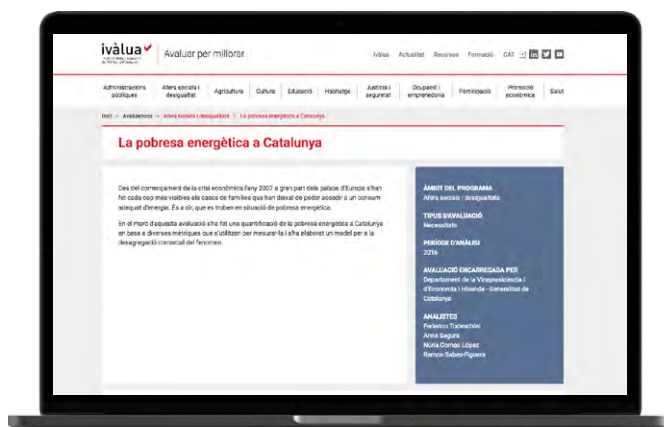 ivàlua
Avaluar per millorar
Ivàlua Actualitat Recursos Formació CAT
Administracions públiques
Afers socials i desigualtat
Agricultura
Cultura
Educació
Habitatge
Justícia i seguretat
Ocupació i emprenedoria
Participació
Promoció econòmica
Salut
Inici > Avaluacions > Afers socials i desigualtats > La pobresa energètica a Catalunya
La pobresa energètica a Catalunya
Des del començament de la crisi econòmica l'any 2007 a gran part dels països d'Europa s'han
fet cada cop més visibles els casos de famílies que han deixat de poder accedir a un consum
adequat d'energia. És a dir, que es troben en situació de pobresa energètica.
En el marc d'aquesta avaluació s'ha fet una quantificació de la pobresa energètica a Catalunya
en base a diverses mètriques que s'utilitzen per mesurar-la i s'ha elaborat un model per a la
desagregació comarcal del fenomen.
ÀMBIT DEL PROGRAMA
Afers socials i desigualtats
TIPUS D'AVALUACIÓ
Necessitats
PERÍODE D'ANÀLISI
2016
AVALUACIÓ ENCARREGADA PER
Departament de la Vicepresidència i
d'Economia i Hisenda - Generalitat de
Catalunya
ANALISTES
Federico Todeschini
Anna Segura
Núria Comas López
Ramon Sabes-Figuera